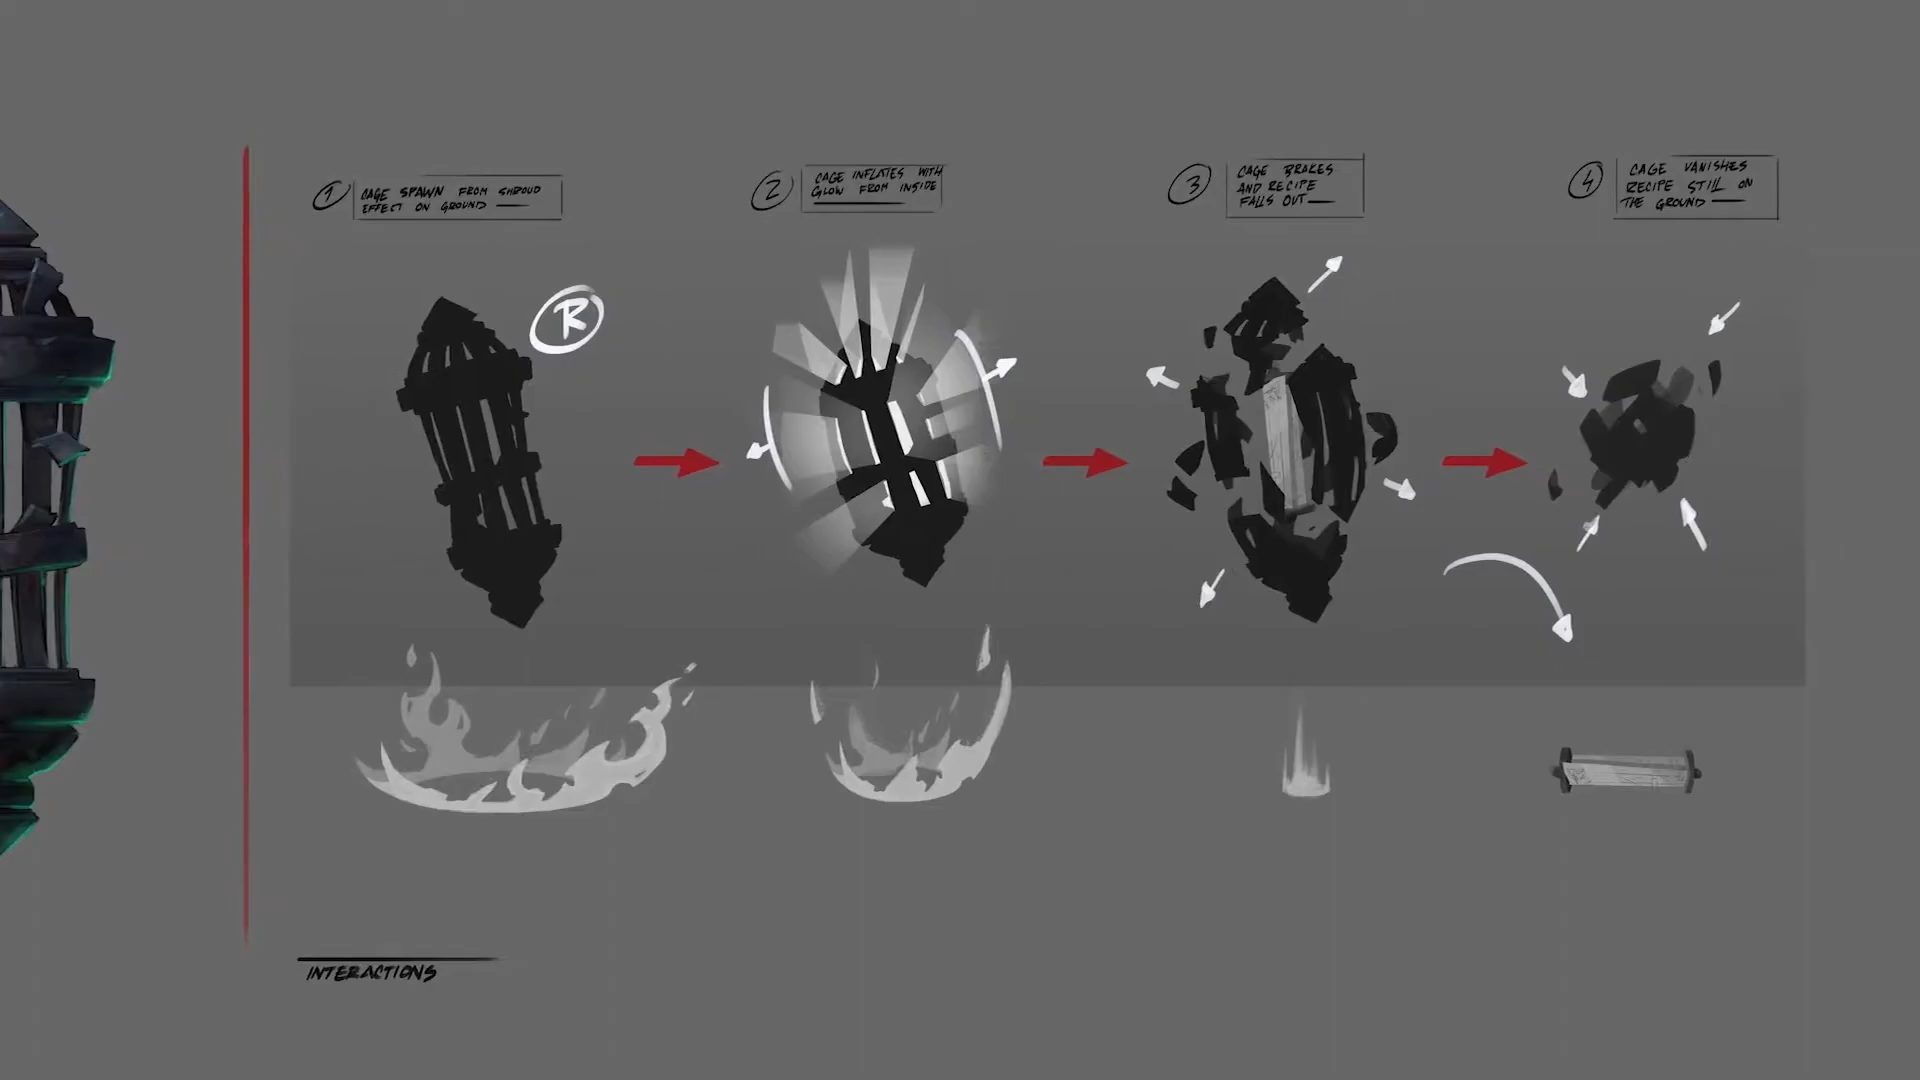 1
CAGE SPAWN FROM SHROUD
EFFECT ON GROUND
2
CAGE INFLATES WITH
GLOW FROM INSIDE
3
CAGE BRAKES
AND RECIPE
FALLS OUT
4
CAGE VANISHES
RECIPE STILL ON
THE GROUND
R
INTERACTIONS